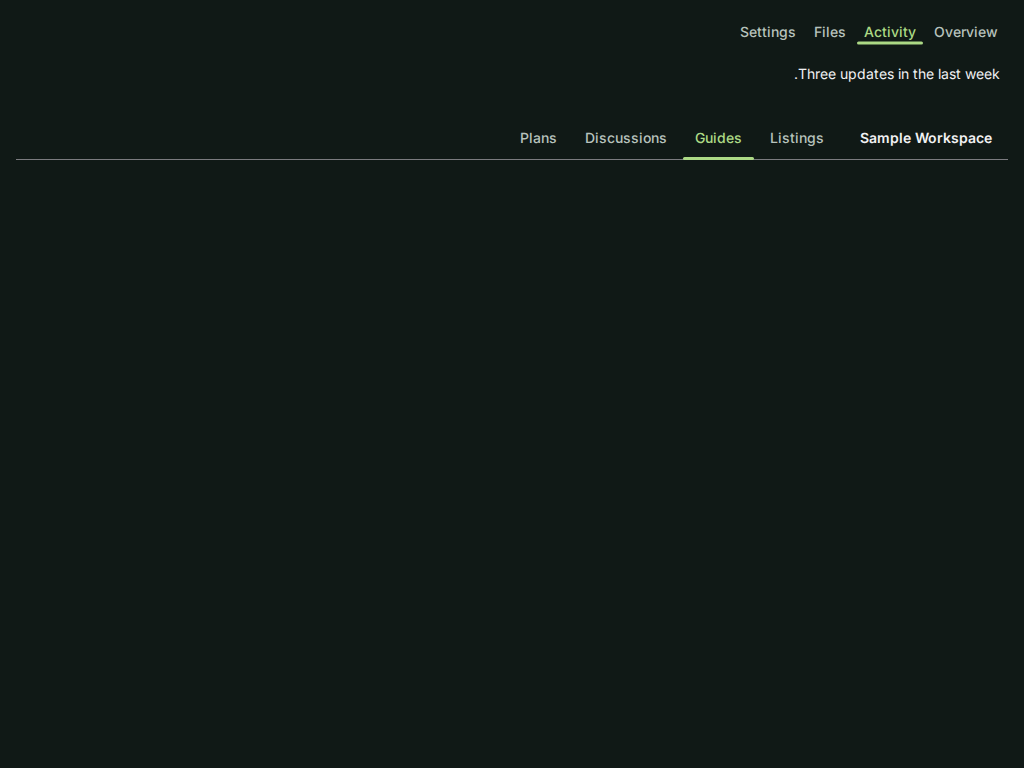 Settings Files Activity Overview
.Three updates in the last week
Plans Discussions Guides Listings Sample Workspace